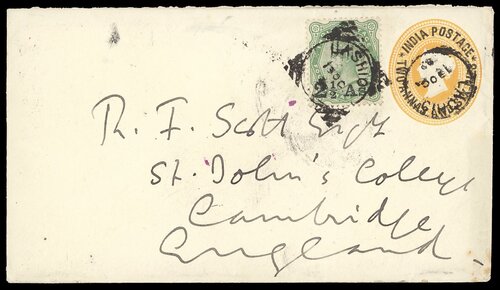 INDIA POSTAGE
R. F. Scott Esqr
St. John's College
Cambridge
England